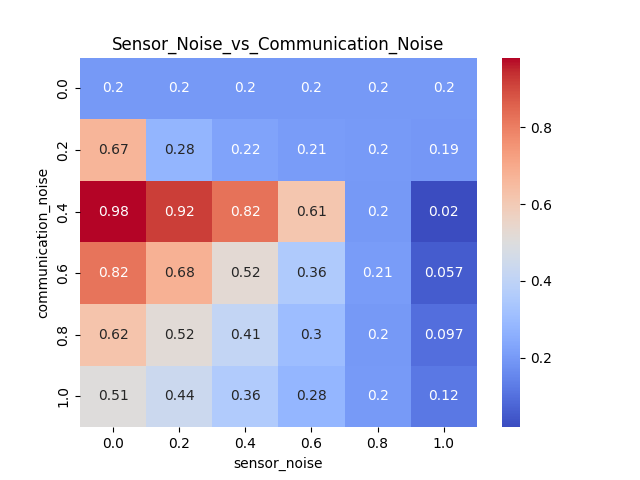 Sensor_Noise_vs_Communication_Noise
communication_noise
0.0 0.2 0.2 0.2 0.2 0.2 0.2
0.2 0.67 0.28 0.22 0.21 0.2 0.19
0.4 0.98 0.92 0.82 0.61 0.2 0.02
0.6 0.82 0.68 0.52 0.36 0.21 0.057
0.8 0.62 0.52 0.41 0.3 0.2 0.097
1.0 0.51 0.44 0.36 0.28 0.2 0.12
0.0 0.2 0.4 0.6 0.8 1.0
sensor_noise
0.8
0.6
0.4
0.2